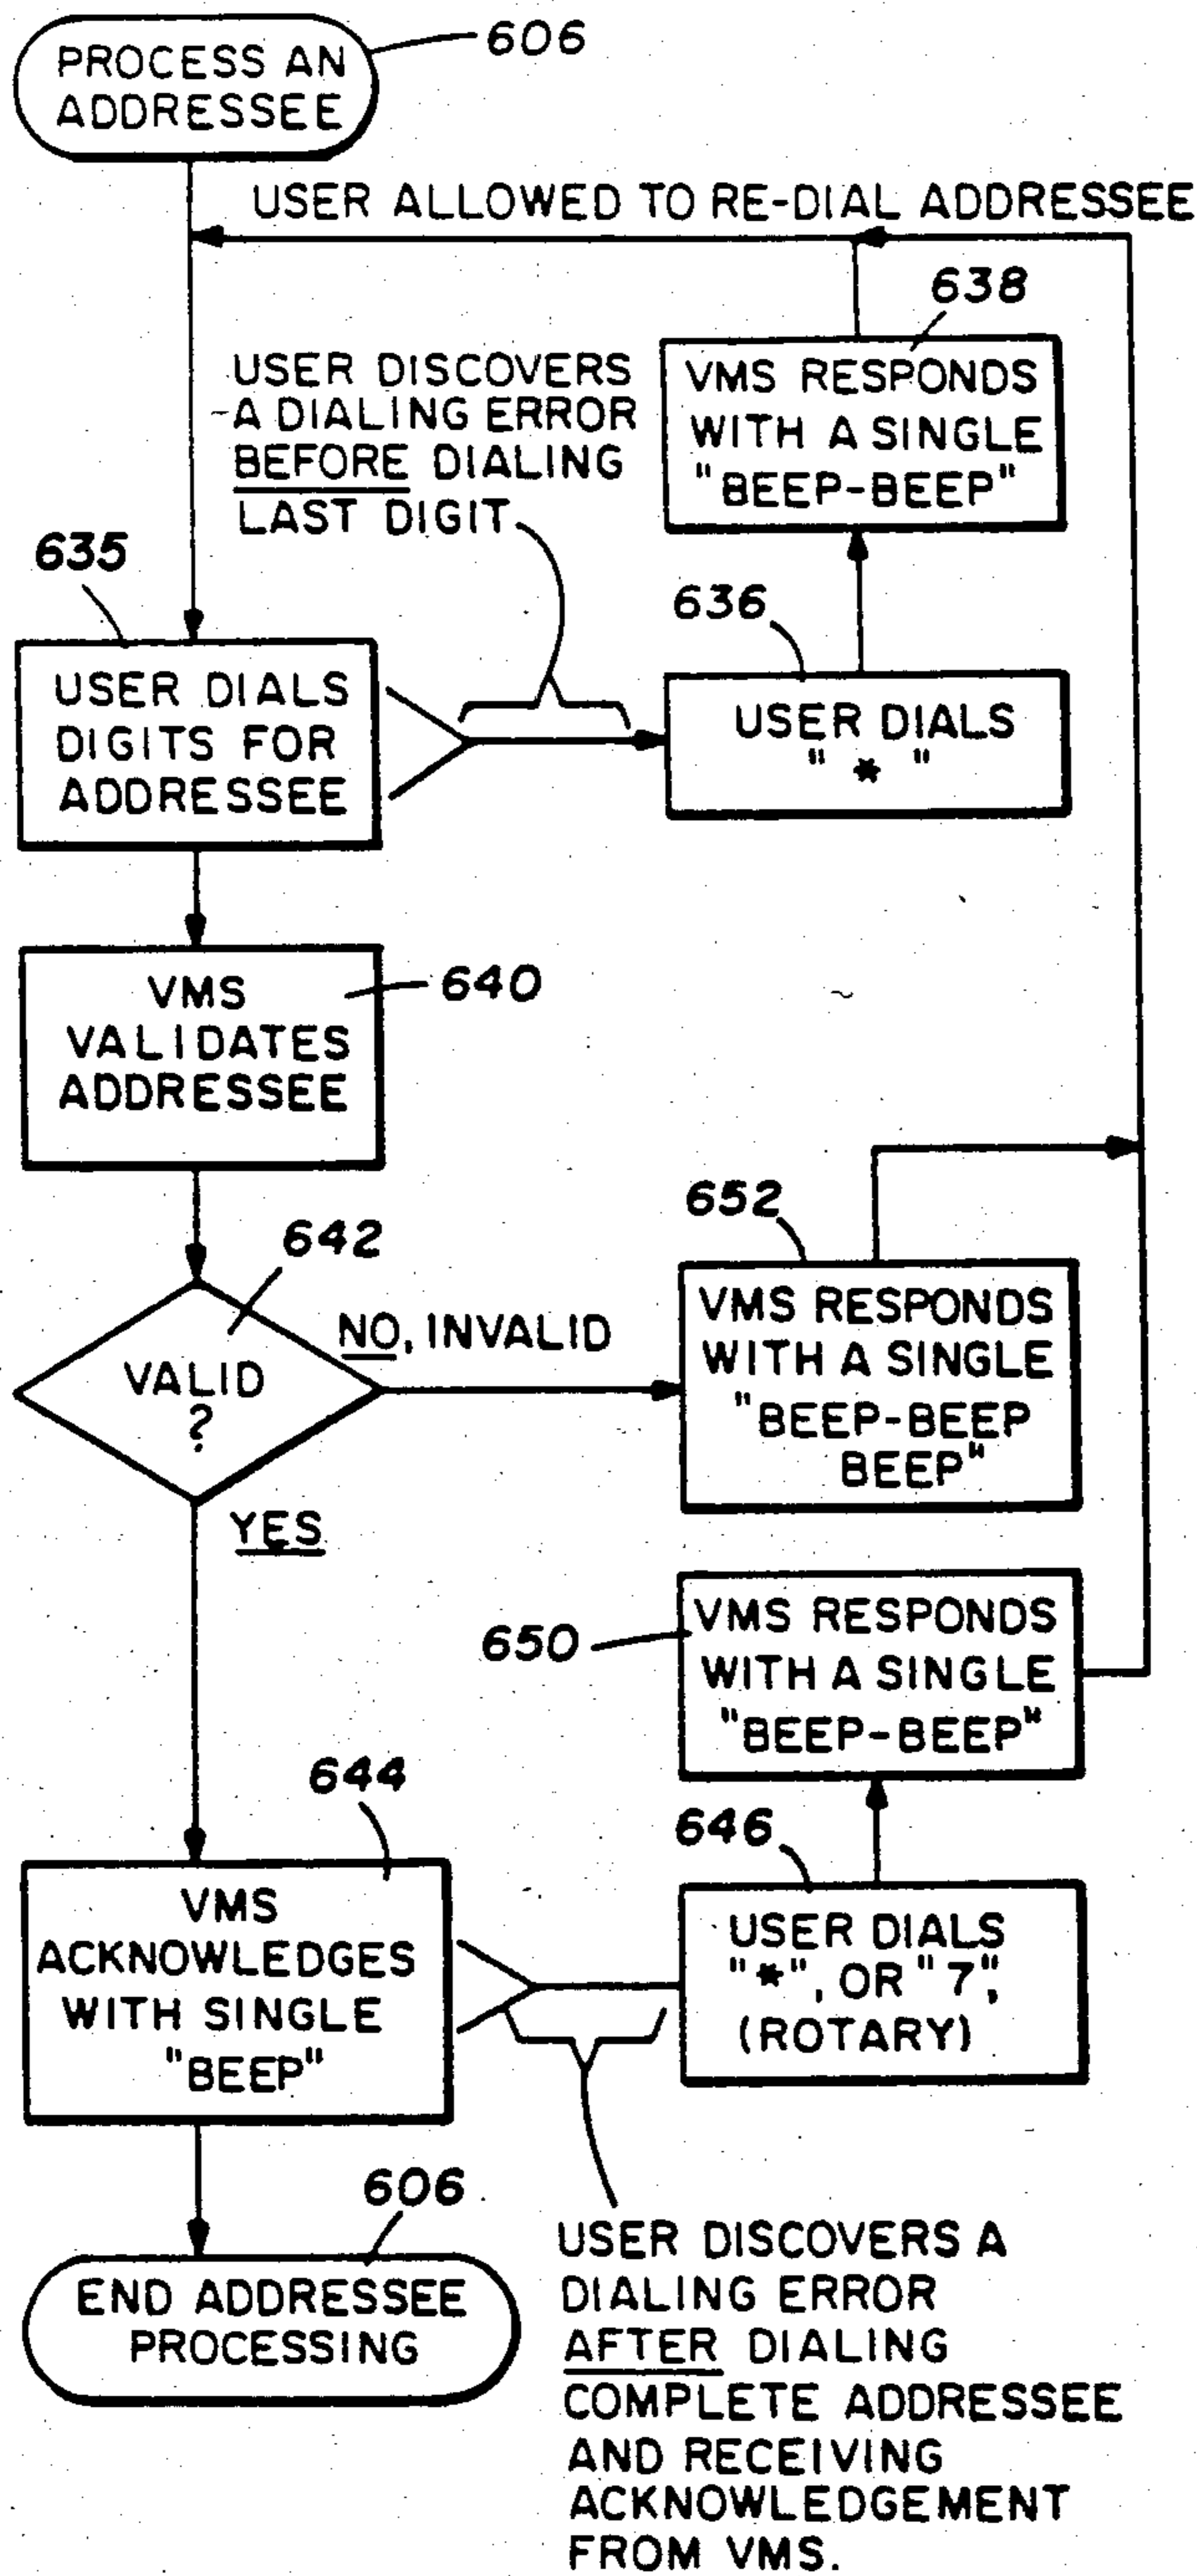 PROCESS AN
ADDRESSEE
606
USER ALLOWED TO RE-DIAL ADDRESSEE
638
VMS RESPONDS
WITH A SINGLE
"BEEP-BEEP"
USER DISCOVERS
A DIALING ERROR
BEFORE DIALING
LAST DIGIT
635
USER DIALS
DIGITS FOR
ADDRESSEE
636
USER DIALS
" * "
VMS
VALIDATES
ADDRESSEE
640
642
VALID
?
NO, INVALID
YES
652
VMS RESPONDS
WITH A SINGLE
"BEEP-BEEP
BEEP"
650
VMS RESPONDS
WITH A SINGLE
"BEEP-BEEP"
644
VMS
ACKNOWLEDGES
WITH SINGLE
"BEEP"
646
USER DIALS
"*", OR "7",
(ROTARY)
606
END ADDRESSEE
PROCESSING
USER DISCOVERS A
DIALING ERROR
AFTER DIALING
COMPLETE ADDRESSEE
AND RECEIVING
ACKNOWLEDGEMENT
FROM VMS.